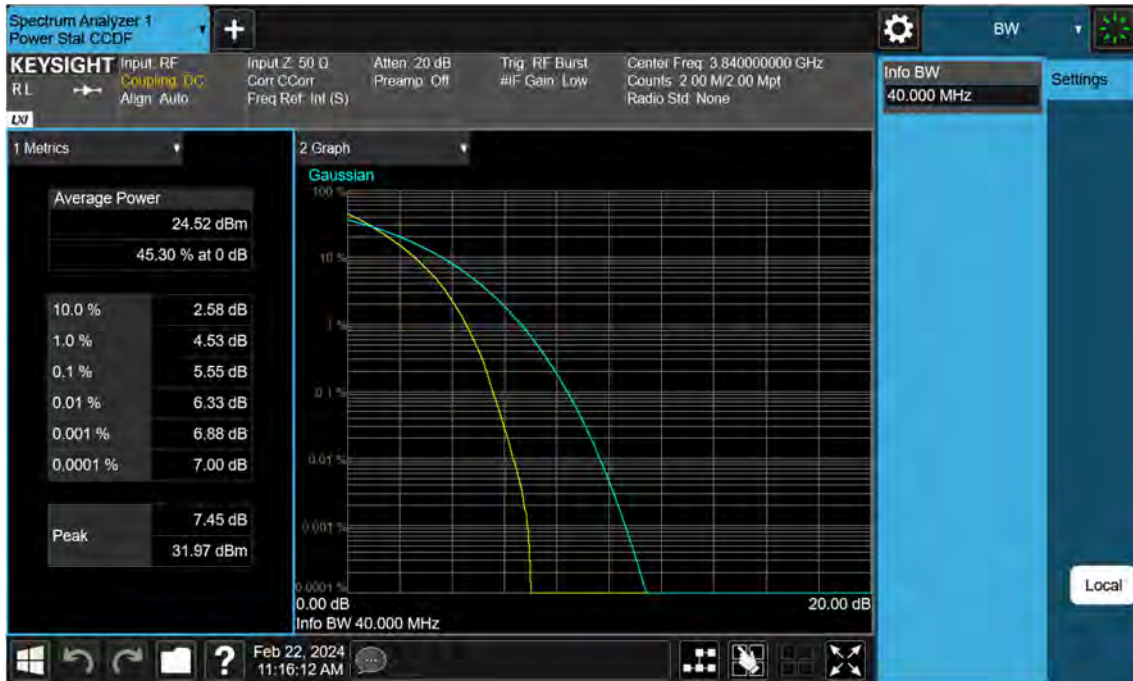 Spectrum Analyzer 1
Power Stat CCDF
BW
KEYSIGHT
RL
LXI
Input: RF
Coupling: DC
Align: Auto
Input Z: 50 Ω
Corr CCorr
Freq Ref: Int (S)
Atten: 20 dB
Preamp: Off
Trig: RF Burst
#IF Gain: Low
Center Freq: 3.840000000 GHz
Counts: 2.00 M/2.00 Mpt
Radio Std: None
Info BW
40.000 MHz
Settings
1 Metrics
Average Power
24.52 dBm
45.30 % at 0 dB
10.0 % 2.58 dB
1.0 % 4.53 dB
0.1 % 5.55 dB
0.01 % 6.33 dB
0.001 % 6.88 dB
0.0001 % 7.00 dB
Peak
7.45 dB
31.97 dBm
2 Graph
Gaussian
100 %
10 %
1 %
0.1 %
0.01 %
0.001 %
0.0001 %
0.00 dB 20.00 dB
Info BW 40.000 MHz
Local
?
Feb 22, 2024
11:16:12 AM